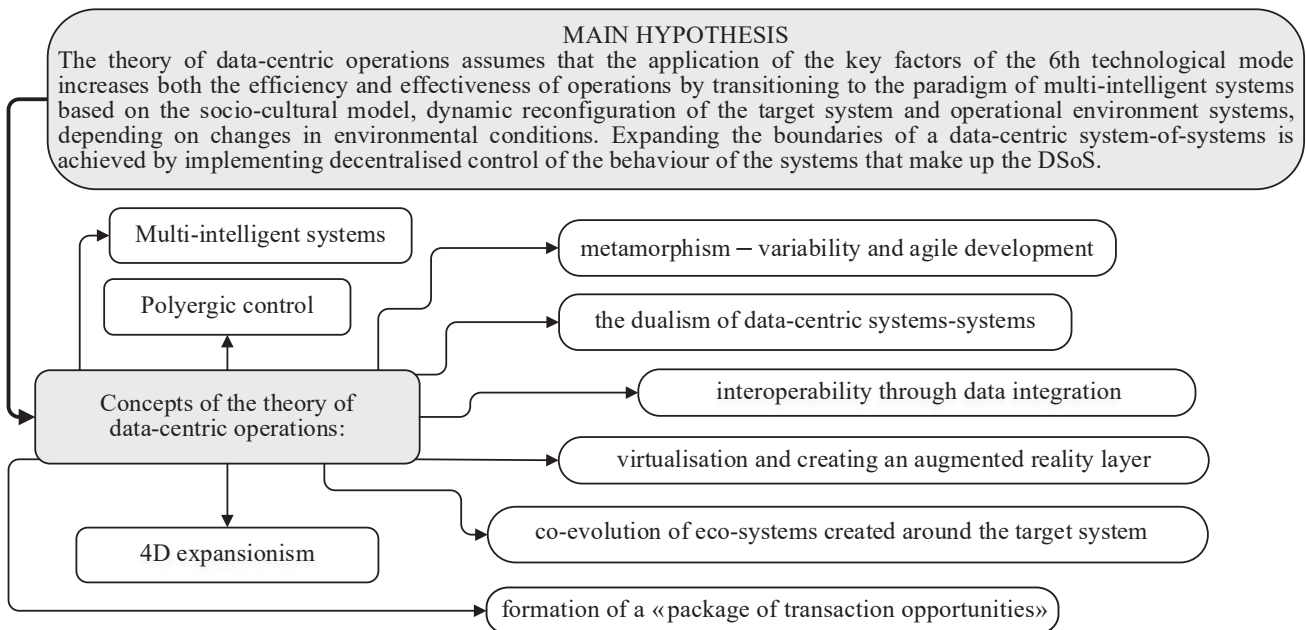 MAIN HYPOTHESIS
The theory of data-centric operations assumes that the application of the key factors of the 6th technological mode
increases both the efficiency and effectiveness of operations by transitioning to the paradigm of multi-intelligent systems
based on the socio-cultural model, dynamic reconfiguration of the target system and operational environment systems,
depending on changes in environmental conditions. Expanding the boundaries of a data-centric system-of-systems is
achieved by implementing decentralised control of the behaviour of the systems that make up the DSoS.
Multi-intelligent systems
Polyergic control
Concepts of the theory of
data-centric operations:
4D expansionism
metamorphism – variability and agile development
the dualism of data-centric systems-systems
interoperability through data integration
virtualisation and creating an augmented reality layer
co-evolution of eco-systems created around the target system
formation of a «package of transaction opportunities»